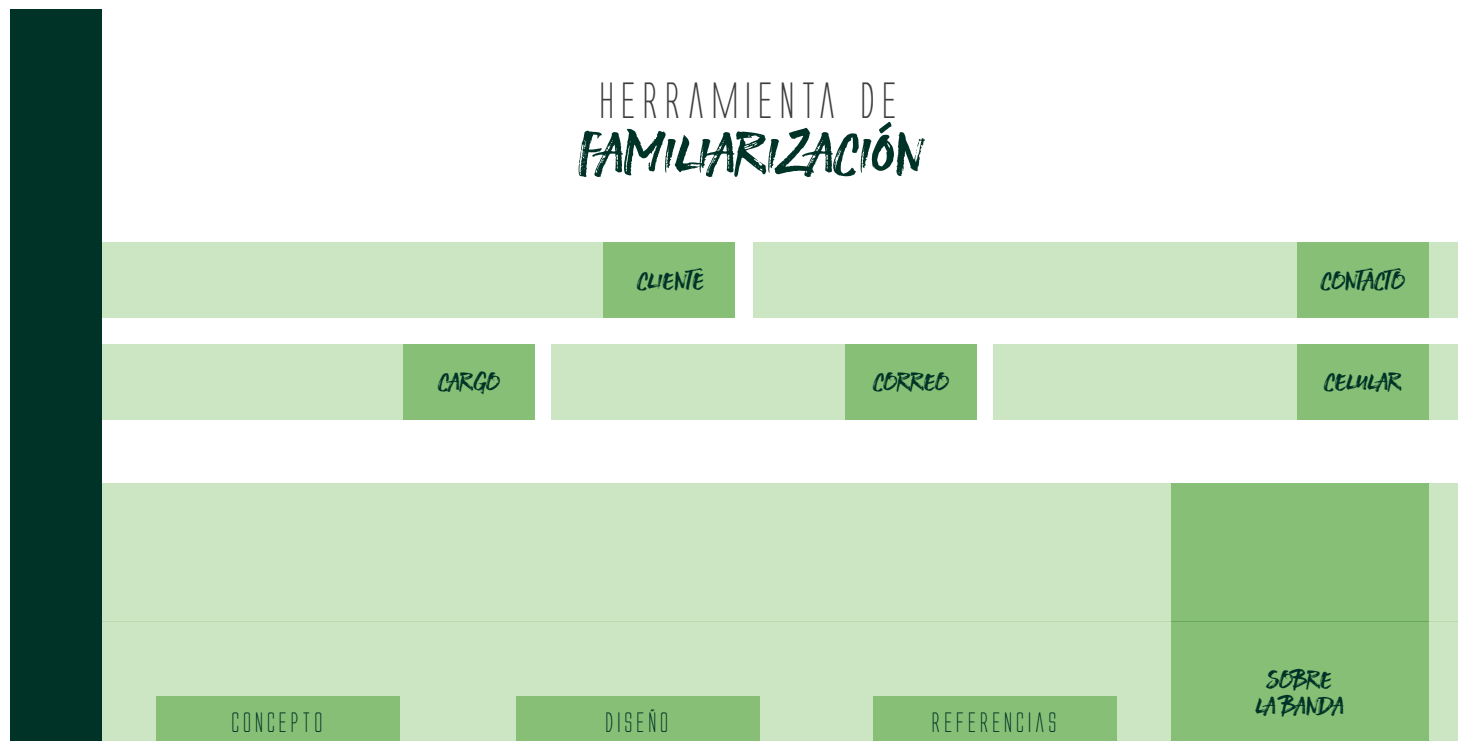 HERRAMIENTA DE
FAMILIARIZACIÓN
CLIENTE
CONTACTO
CARGO
CORREO
CELULAR
SOBRE
LA BANDA
CONCEPTO
DISEÑO
REFERENCIAS